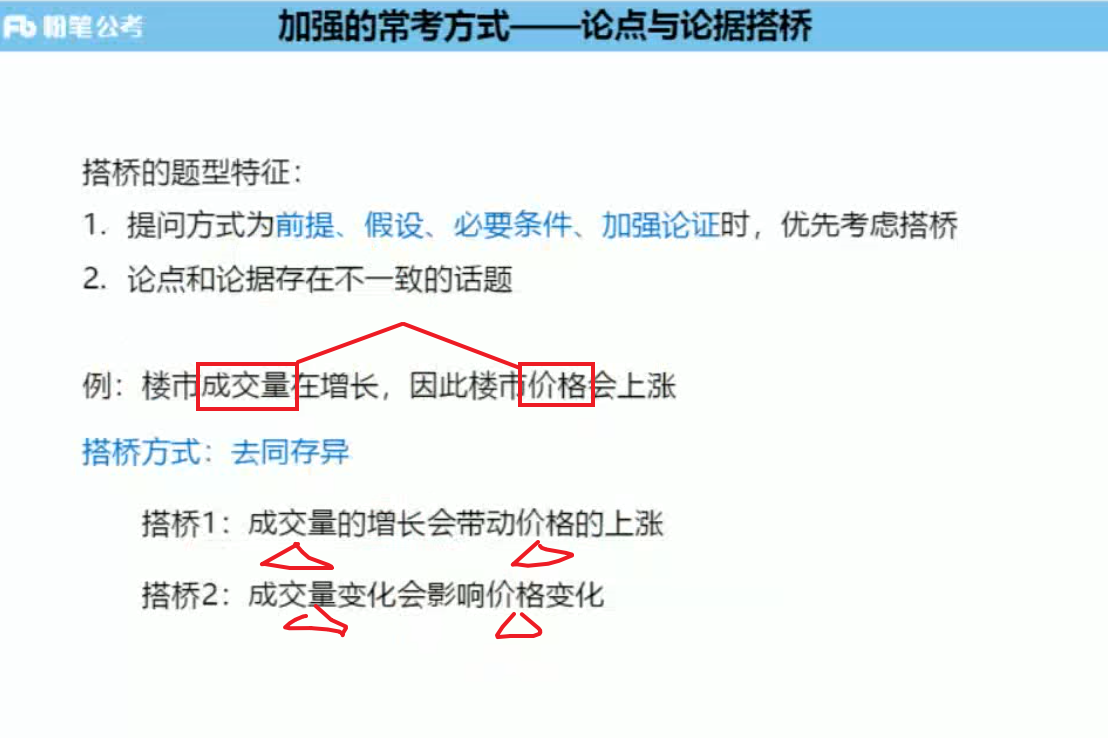 粉笔公考
加强的常考方式——论点与论据搭桥
搭桥的题型特征：
1. 提问方式为前提、假设、必要条件、加强论证时，优先考虑搭桥
2. 论点和论据存在不一致的话题
例：楼市成交量在增长，因此楼市价格会上涨
搭桥方式：去同存异
搭桥1：成交量的增长会带动价格的上涨
搭桥2：成交量变化会影响价格变化